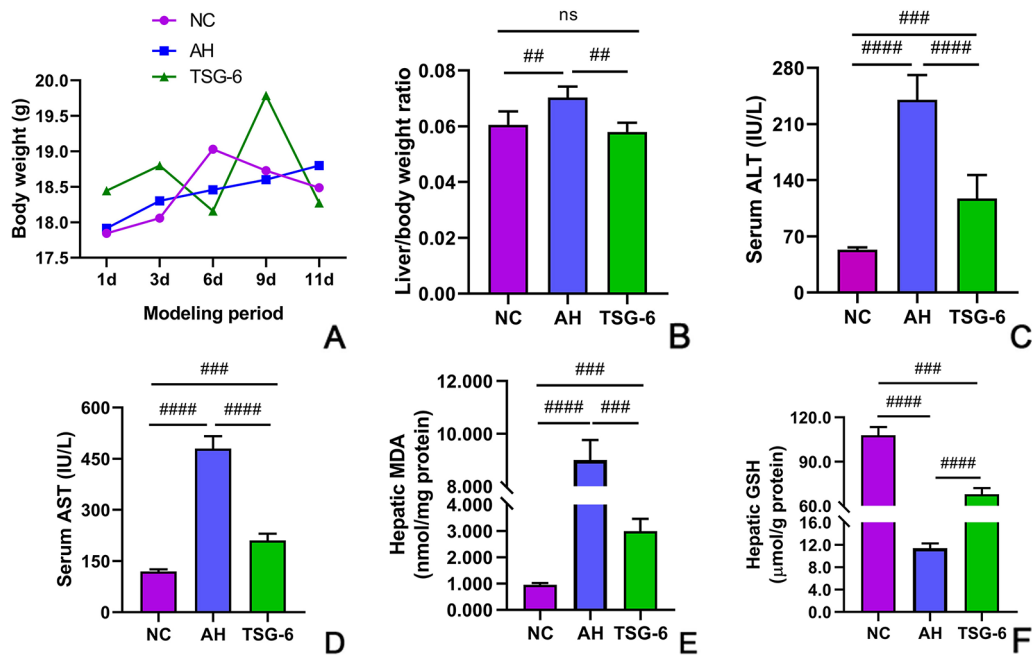 NC
AH
TSG-6
Body weight (g)
20.0
19.5
19.0
18.5
18.0
17.5
1d 3d 6d 9d 11d
Modeling period
A
ns
## ##
Liver/body weight ratio
0.08
0.06
0.04
0.02
0.00
NC AH TSG-6
B
###
#### ####
Serum ALT (IU/L)
280
210
140
70
0
NC AH TSG-6
C
###
#### ####
Serum AST (IU/L)
600
450
300
150
0
NC AH TSG-6
D
###
#### ###
Hepatic MDA
(nmol/mg protein)
12.000
10.000
8.000
4.000
3.000
2.000
1.000
0.000
NC AH TSG-6
E
###
####
####
Hepatic GSH
(μmol/g protein)
120.0
90.0
60.0
16.0
12.0
8.0
4.0
0.0
NC AH TSG-6
F